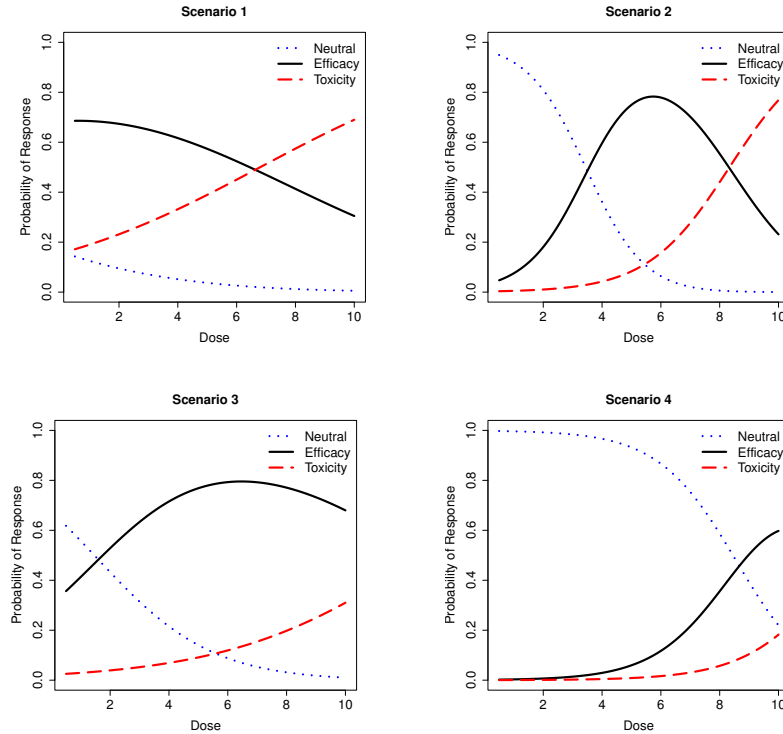 Scenario 1
Probability of Response
0.0 0.2 0.4 0.6 0.8 1.0
Neutral
Efficacy
Toxicity
2 4 6 8 10
Dose
Scenario 2
Probability of Response
0.0 0.2 0.4 0.6 0.8 1.0
Neutral
Efficacy
Toxicity
2 4 6 8 10
Dose
Scenario 3
Probability of Response
0.0 0.2 0.4 0.6 0.8 1.0
Neutral
Efficacy
Toxicity
2 4 6 8 10
Dose
Scenario 4
Probability of Response
0.0 0.2 0.4 0.6 0.8 1.0
Neutral
Efficacy
Toxicity
2 4 6 8 10
Dose